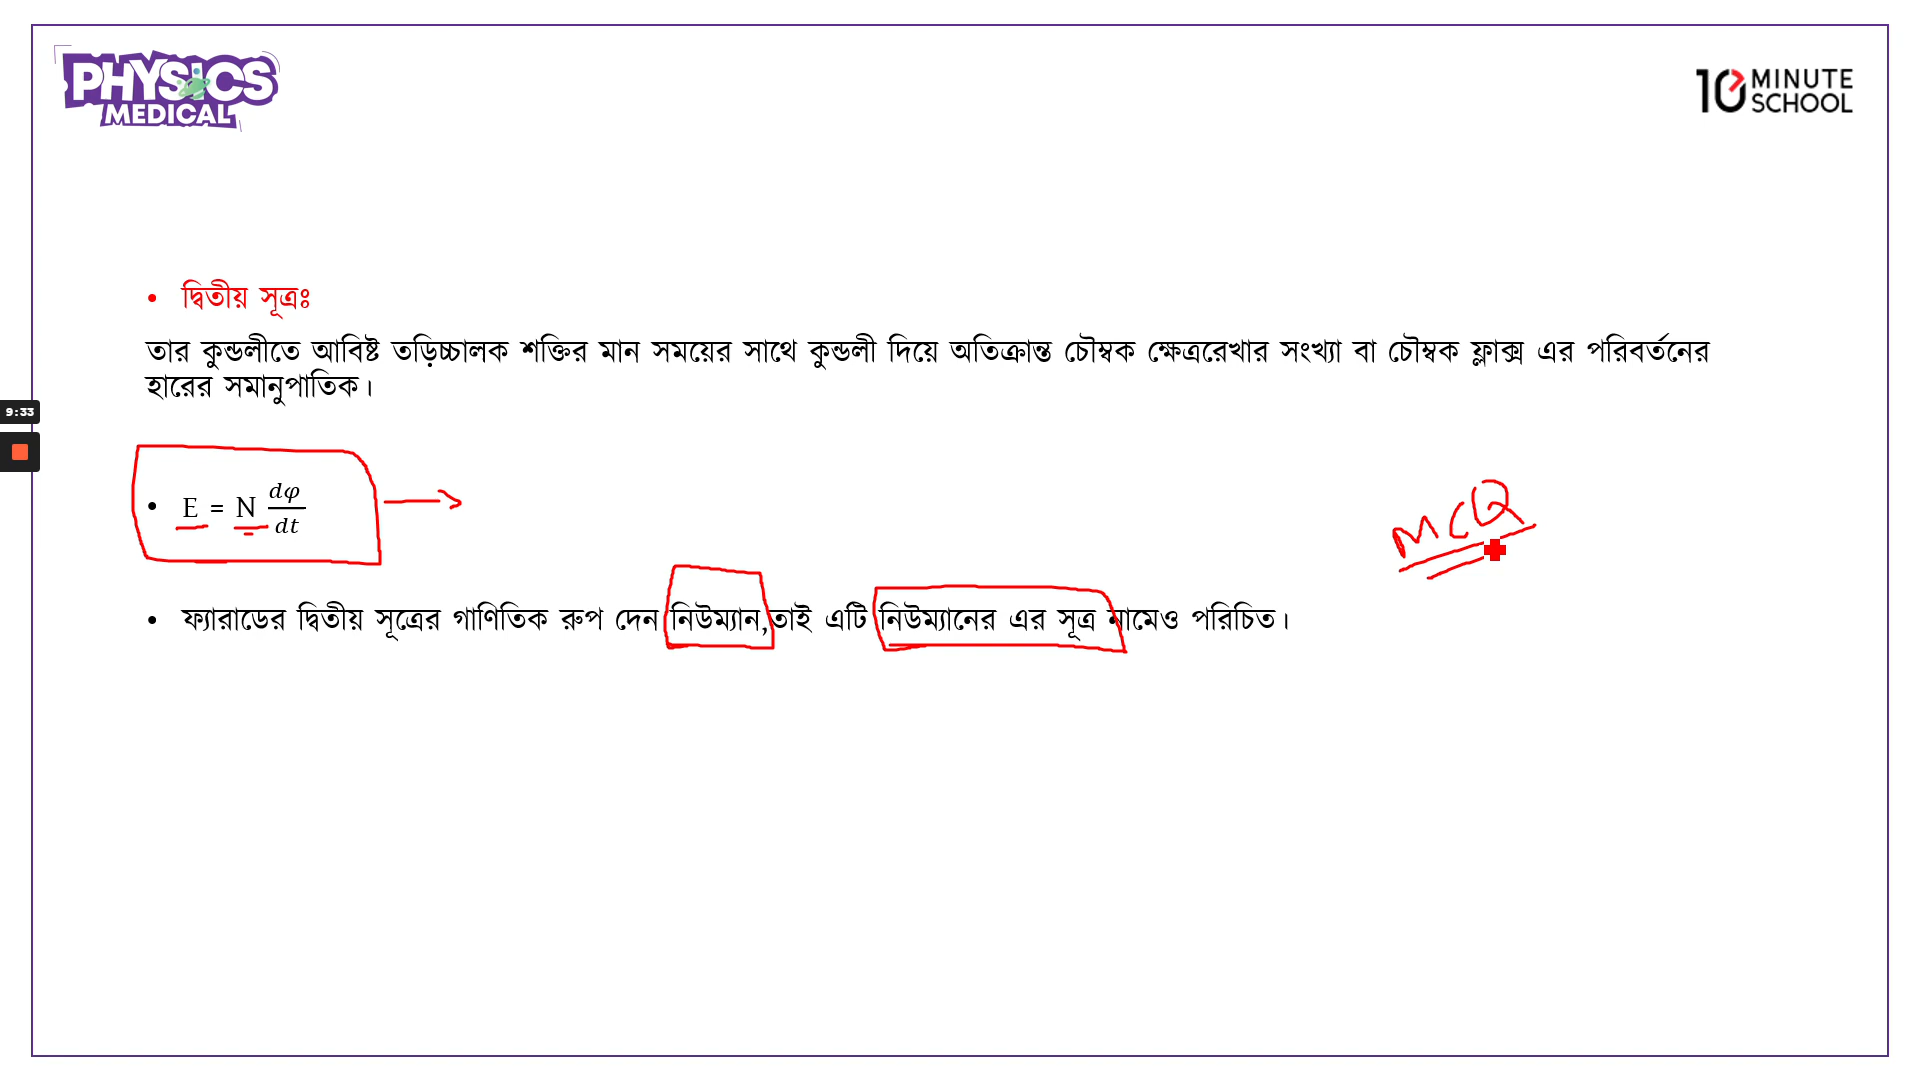 PHYSICS
MEDICAL
10 MINUTE
SCHOOL
• দ্বিতীয় সূত্রঃ
তার কুন্ডলীতে আবিষ্ট তড়িচ্চালক শক্তির মান সময়ের সাথে কুন্ডলী দিয়ে অতিক্রান্ত চৌম্বক ক্ষেত্ররেখার সংখ্যা বা চৌম্বক ফ্লাক্স এর পরিবর্তনের
হারের সমানুপাতিক।
9:33
• E = N dφ/dt
MCQ
• ফ্যারাডের দ্বিতীয় সূত্রের গাণিতিক রুপ দেন নিউম্যান,তাই এটি নিউম্যানের এর সূত্র নামেও পরিচিত।